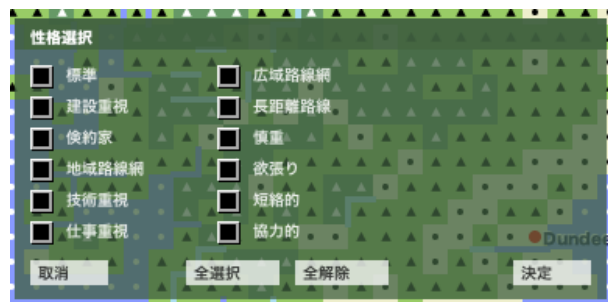 性格選択
標準
広域路線網
建設重視
長距離路線
倹約家
慎重
地域路線網
欲張り
技術重視
短絡的
仕事重視
協力的
Dundee
取消
全選択
全解除
決定